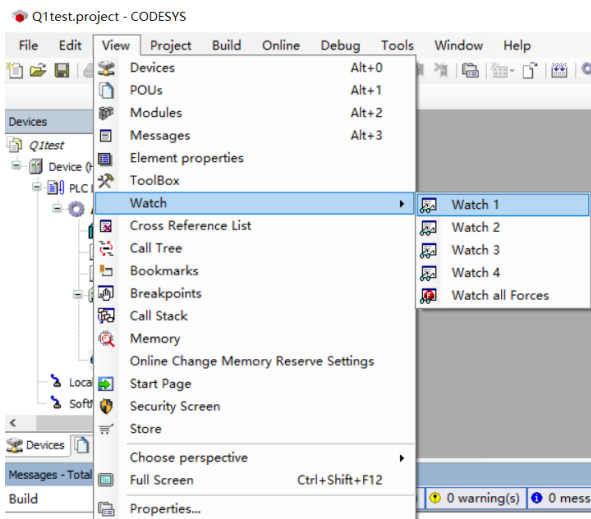 Q1test.project - CODESYS
File Edit View Project Build Online Debug Tools Window Help
Devices Alt+0
POUs Alt+1
Modules Alt+2
Messages Alt+3
Element properties
ToolBox
Watch
Cross Reference List
Call Tree
Bookmarks
Breakpoints
Call Stack
Memory
Online Change Memory Reserve Settings
Start Page
Security Screen
Store
Choose perspective
Full Screen Ctrl+Shift+F12
Properties...
Watch 1
Watch 2
Watch 3
Watch 4
Watch all Forces
Devices
Q1test
Device (H
PLC
Loca
Soft
Devices
Messages - Total
Build
0 warning(s) 0 mess